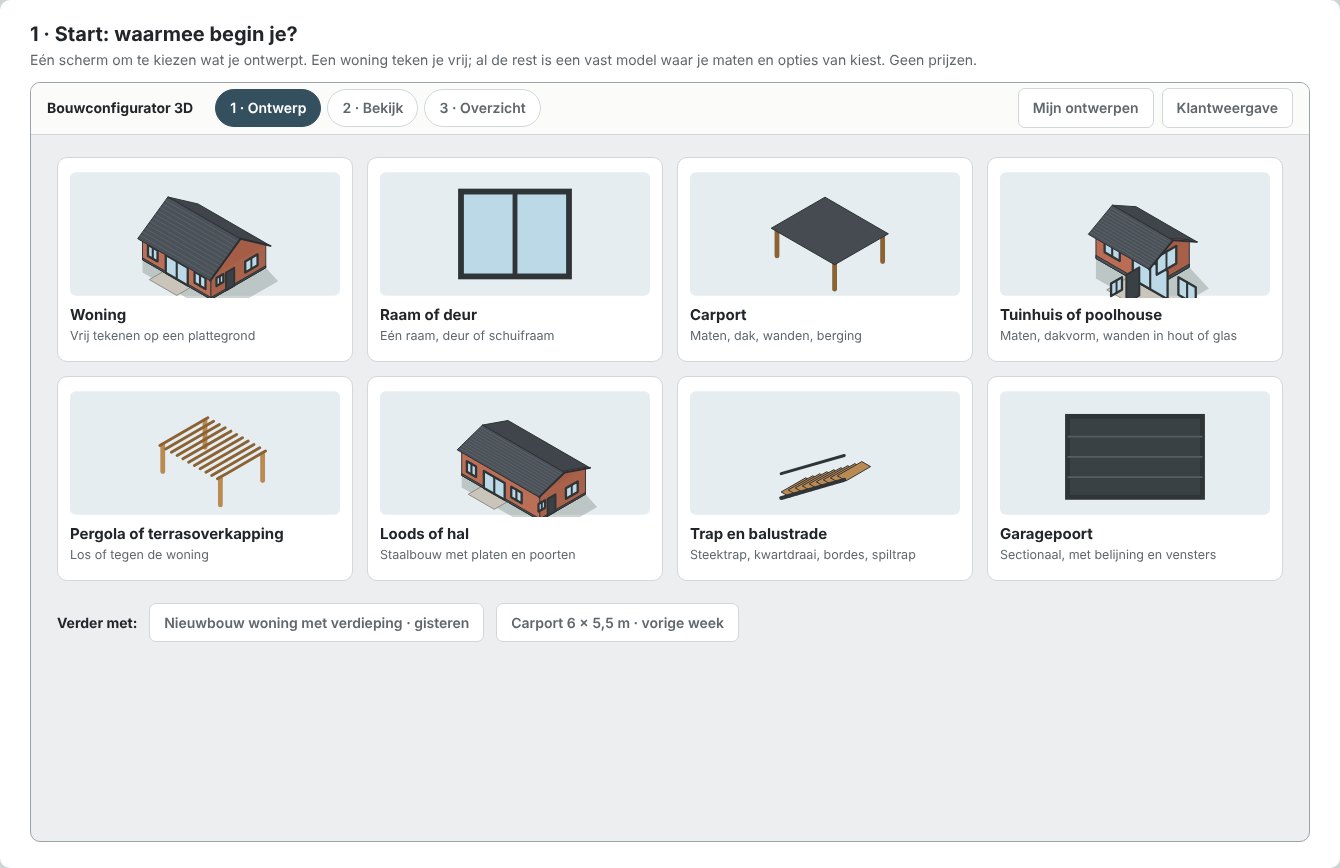 1 · Start: waarmee begin je?
Eén scherm om te kiezen wat je ontwerpt. Een woning teken je vrij; al de rest is een vast model waar je maten en opties van kiest. Geen prijzen.
Bouwconfigurator 3D
1 · Ontwerp
2 · Bekijk
3 · Overzicht
Mijn ontwerpen
Klantweergave
Woning
Vrij tekenen op een plattegrond
Raam of deur
Eén raam, deur of schuifraam
Carport
Maten, dak, wanden, berging
Tuinhuis of poolhouse
Maten, dakvorm, wanden in hout of glas
Pergola of terrasoverkapping
Los of tegen de woning
Loods of hal
Staalbouw met platen en poorten
Trap en balustrade
Steektrap, kwartdraai, bordes, spiltrap
Garagepoort
Sectionaal, met belijning en vensters
Verder met:
Nieuwbouw woning met verdieping · gisteren
Carport 6 × 5,5 m · vorige week